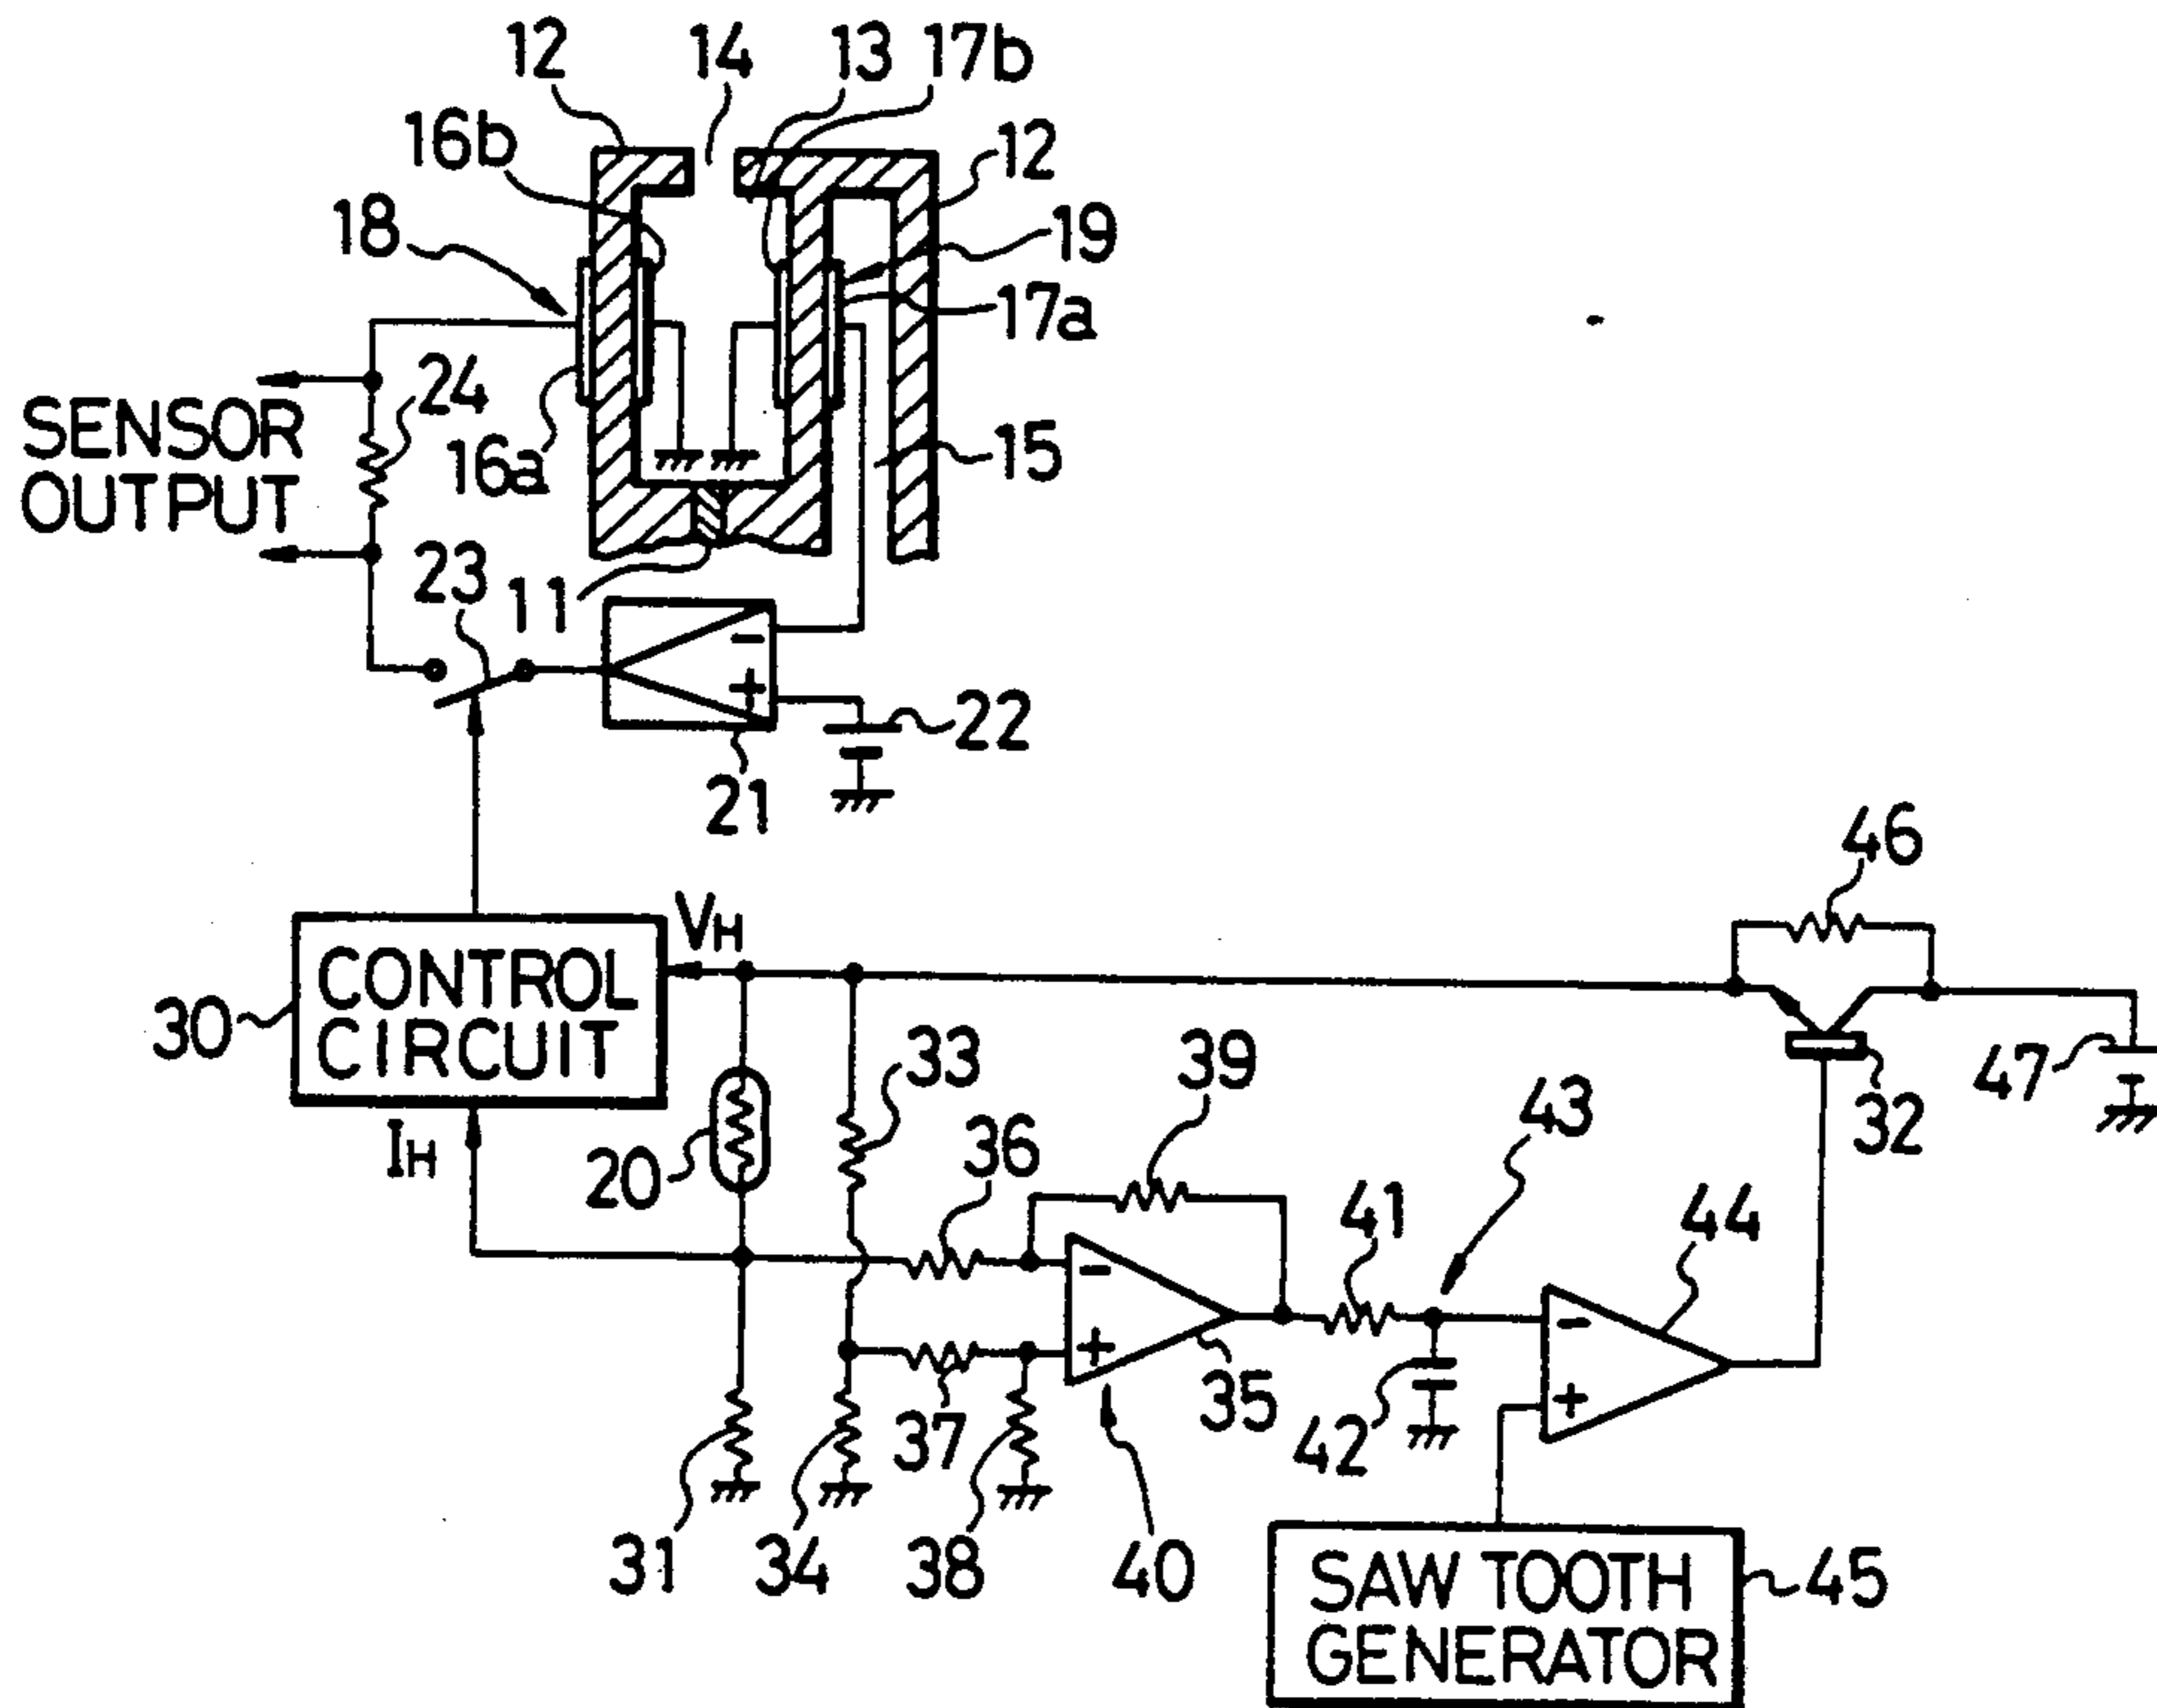 12 14 13 17b
16b 12
18 19
17a
24
SENSOR
OUTPUT
16a 15
23 11
- +
22
21
46
VH
CONTROL
CIRCUIT
30
33 39 43 47
32
IH
20 36 41 44
- + - +
35
37 42
31 34 38 40
SAW TOOTH
GENERATOR
45